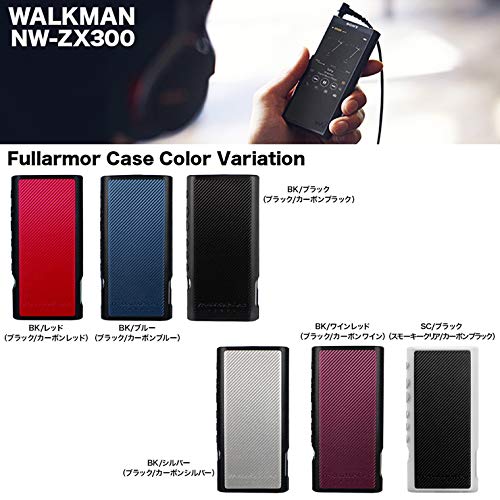 WALKMAN
NW-ZX300
SONY
Fullarmor Case Color Variation
BK/ブラック
(ブラック/カーボンブラック)
BK/レッド
(ブラック/カーボンレッド)
BK/ブルー
(ブラック/カーボンブルー)
BK/ワインレッド
(ブラック/カーボンワイン)
SC/ブラック
(スモーキークリア/カーボンブラック)
BK/シルバー
(ブラック/カーボンシルバー)